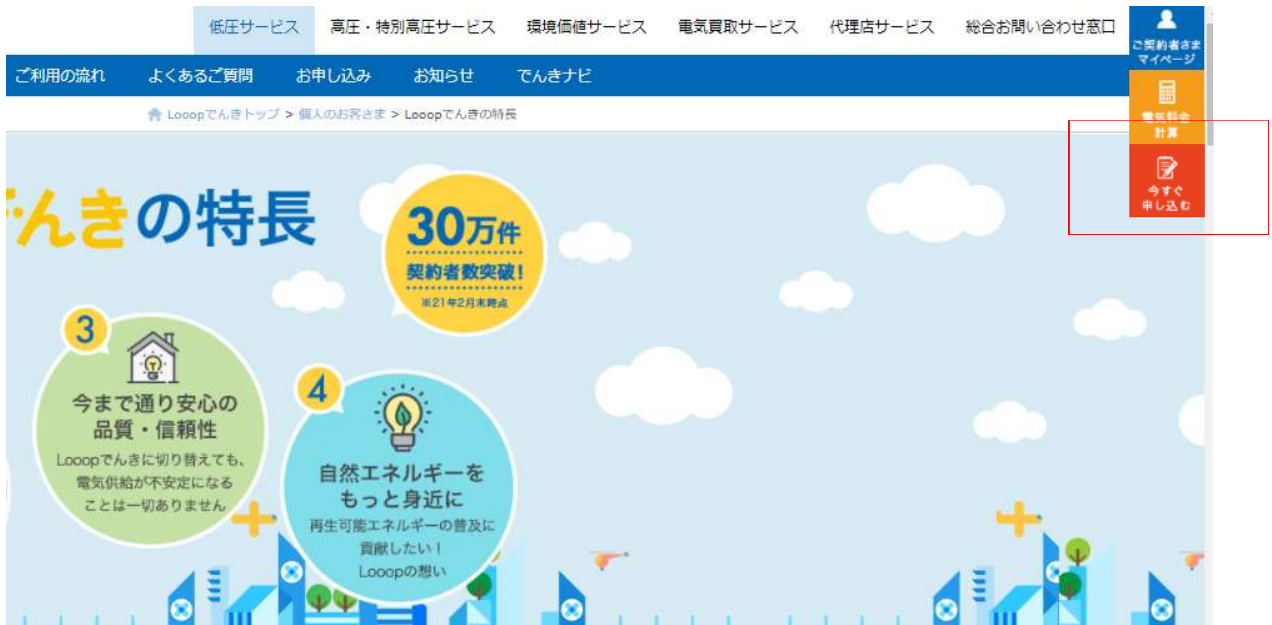 低圧サービス 高圧・特別高圧サービス 環境価値サービス 電気買取サービス 代理店サービス 総合お問い合わせ窓口
ご契約者さま
マイページ
ご利用の流れ よくあるご質問 お申し込み お知らせ でんきナビ
電気料金
計算
Looopでんきトップ > 個人のお客さま > Looopでんきの特長
今すぐ
申し込む
でんきの特長
30万件
契約者数突破!
※21年2月末時点
3
今まで通り安心の
品質・信頼性
Looopでんきに切り替えても、
電気供給が不安定になる
ことは一切ありません
4
自然エネルギーを
もっと身近に
再生可能エネルギーの普及に
貢献したい!
Looopの想い